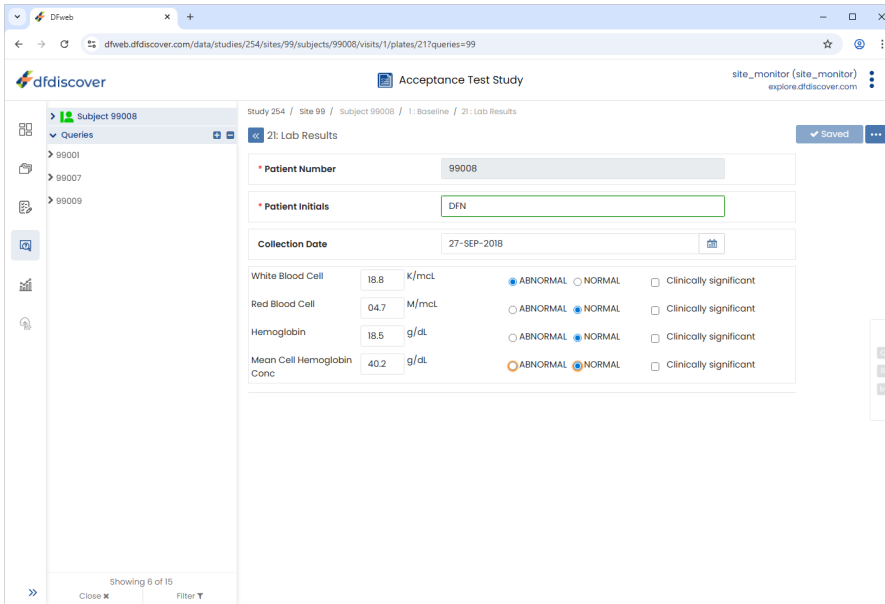 DFweb
dfweb.dfdiscover.com/data/studies/254/sites/99/subjects/99008/visits/1/plates/21?queries=99
dfdiscover
Acceptance Test Study
site_monitor (site_monitor)
explore.dfdiscover.com
Subject 99008
Queries
99001
99007
99009
Showing 6 of 15
Close
Filter
Study 254 / Site 99 / Subject 99008 / 1 : Baseline / 21 : Lab Results
21: Lab Results
Saved
* Patient Number 99008
* Patient Initials DFN
Collection Date 27-SEP-2018
White Blood Cell 18.8 K/mcL ABNORMAL NORMAL Clinically significant
Red Blood Cell 04.7 M/mcL ABNORMAL NORMAL Clinically significant
Hemoglobin 18.5 g/dL ABNORMAL NORMAL Clinically significant
Mean Cell Hemoglobin 40.2 g/dL ABNORMAL NORMAL Clinically significant
Conc